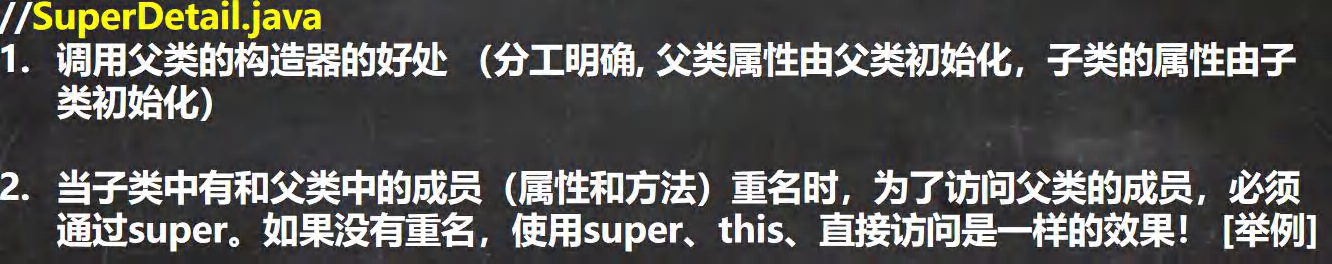 //SuperDetail.java
1. 调用父类的构造器的好处 （分工明确, 父类属性由父类初始化，子类的属性由子
类初始化）
2. 当子类中有和父类中的成员（属性和方法）重名时，为了访问父类的成员，必须
通过super。如果没有重名，使用super、this、直接访问是一样的效果！ [举例]